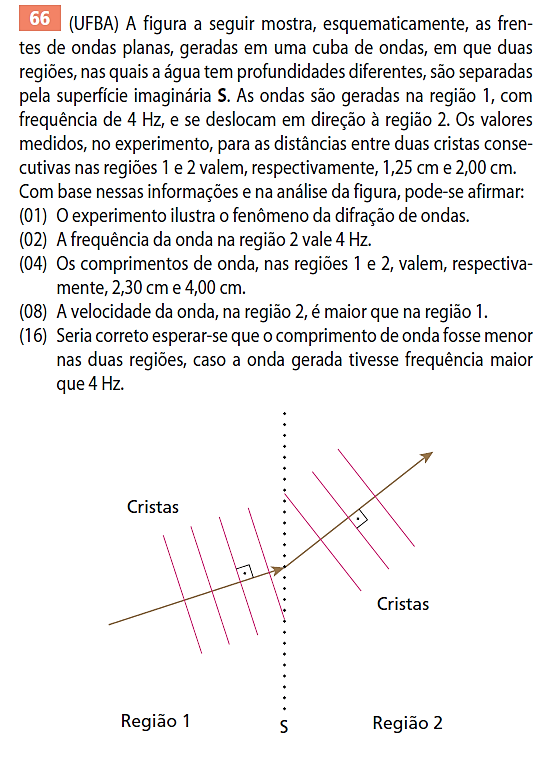 66 (UFBA) A figura a seguir mostra, esquematicamente, as fren-
tes de ondas planas, geradas em uma cuba de ondas, em que duas
regiões, nas quais a água tem profundidades diferentes, são separadas
pela superfície imaginária S. As ondas são geradas na região 1, com
frequência de 4 Hz, e se deslocam em direção à região 2. Os valores
medidos, no experimento, para as distâncias entre duas cristas conse-
cutivas nas regiões 1 e 2 valem, respectivamente, 1,25 cm e 2,00 cm.
Com base nessas informações e na análise da figura, pode-se afirmar:
(01) O experimento ilustra o fenômeno da difração de ondas.
(02) A frequência da onda na região 2 vale 4 Hz.
(04) Os comprimentos de onda, nas regiões 1 e 2, valem, respectiva-
mente, 2,30 cm e 4,00 cm.
(08) A velocidade da onda, na região 2, é maior que na região 1.
(16) Seria correto esperar-se que o comprimento de onda fosse menor
nas duas regiões, caso a onda gerada tivesse frequência maior
que 4 Hz.
Cristas
Cristas
Região 1
S
Região 2